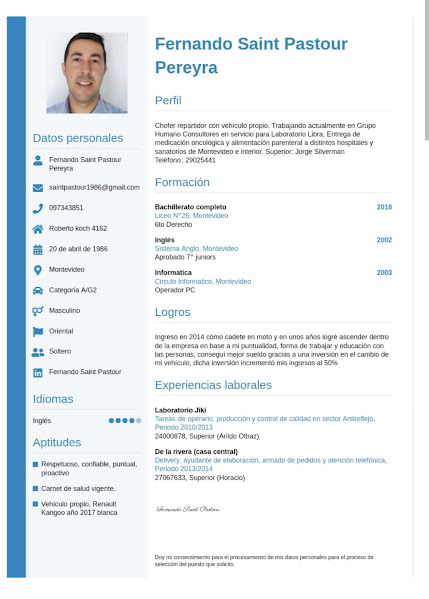 Fernando Saint Pastour
Pereyra
Perfil
Chofer repartidor con vehículo propio. Trabajando actualmente en Grupo
Humano Consultores en servicio para Laboratorio Libra, Entrega de
medicación oncológica y alimentación parenteral a distintos hospitales y
sanatorios de Montevideo e interior. Superior: Jorge Silverman
Teléfono: 29025441
Formación
Bachillerato completo 2018
Liceo N°26, Montevideo
6to Derecho
Inglés 2002
Sistema Anglo, Montevideo
Aprobado 7° juniors
Informatica 2003
Circulo Informatico, Montevideo
Operador PC
Logros
Ingreso en 2014 cómo cadete en moto y en unos años logré ascender dentro
de la empresa en base a mi puntualidad, forma de trabajar y educación con
las personas, conseguí mejor sueldo gracias a una inversión en el cambio de
mi vehículo, dicha inversión incrementó mis ingresos al 50%
Experiencias laborales
Laboratorio Jiki
Tareas de operario, producción y control de calidad en sector Antireflejo,
Periodo 2010/2013
24000878, Superior (Arildo Othaz)
De la rivera (casa central)
Delivery, ayudante de elaboración, armado de pedidos y atención telefónica,
Periodo 2013/2014
27067633, Superior (Horacio)
Fernando Saint Pastour
Doy mi consentimiento para el procesamiento de mis datos personales para el proceso de
selección del puesto que solicito.
Datos personales
Fernando Saint Pastour
Pereyra
saintpastour1986@gmail.com
097343851
Roberto koch 4162
20 de abril de 1986
Montevideo
Categoria A/G2
Masculino
Oriental
Soltero
Fernando Saint Pastour
Idiomas
Inglés
Aptitudes
Respetuoso, confiable, puntual,
proactivo
Carnet de salud vigente.
Vehiculo propio, Renault
Kangoo año 2017 blanca